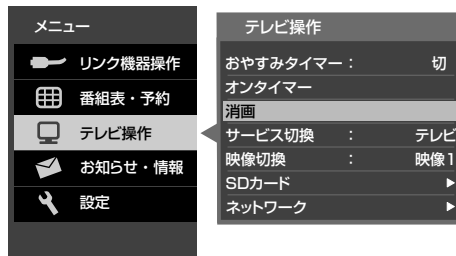 メニュー
リンク機器操作
番組表・予約
テレビ操作
お知らせ・情報
設定
テレビ操作
おやすみタイマー： 切
オンタイマー
消画
サービス切換 ： テレビ
映像切換 ： 映像1
SDカード
ネットワーク